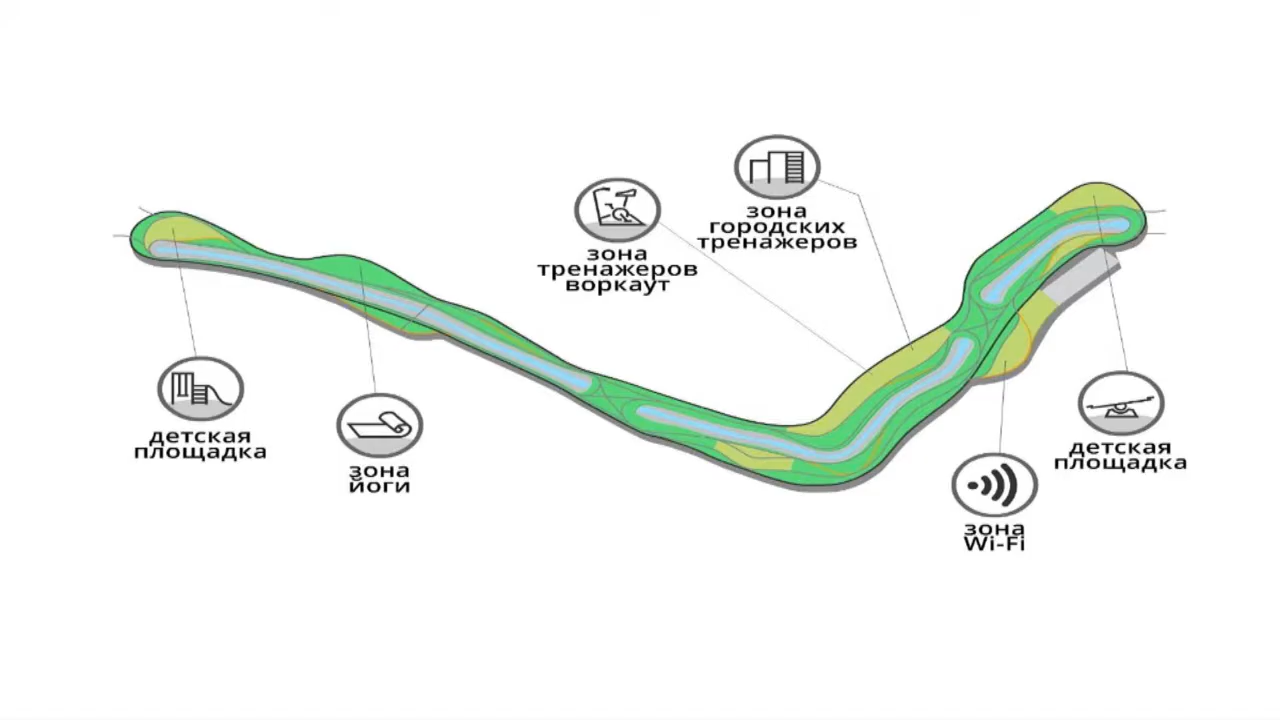 зона
городских
тренажеров
зона
тренажеров
воркаут
детская
площадка
зона
йоги
детская
площадка
зона
Wi-Fi